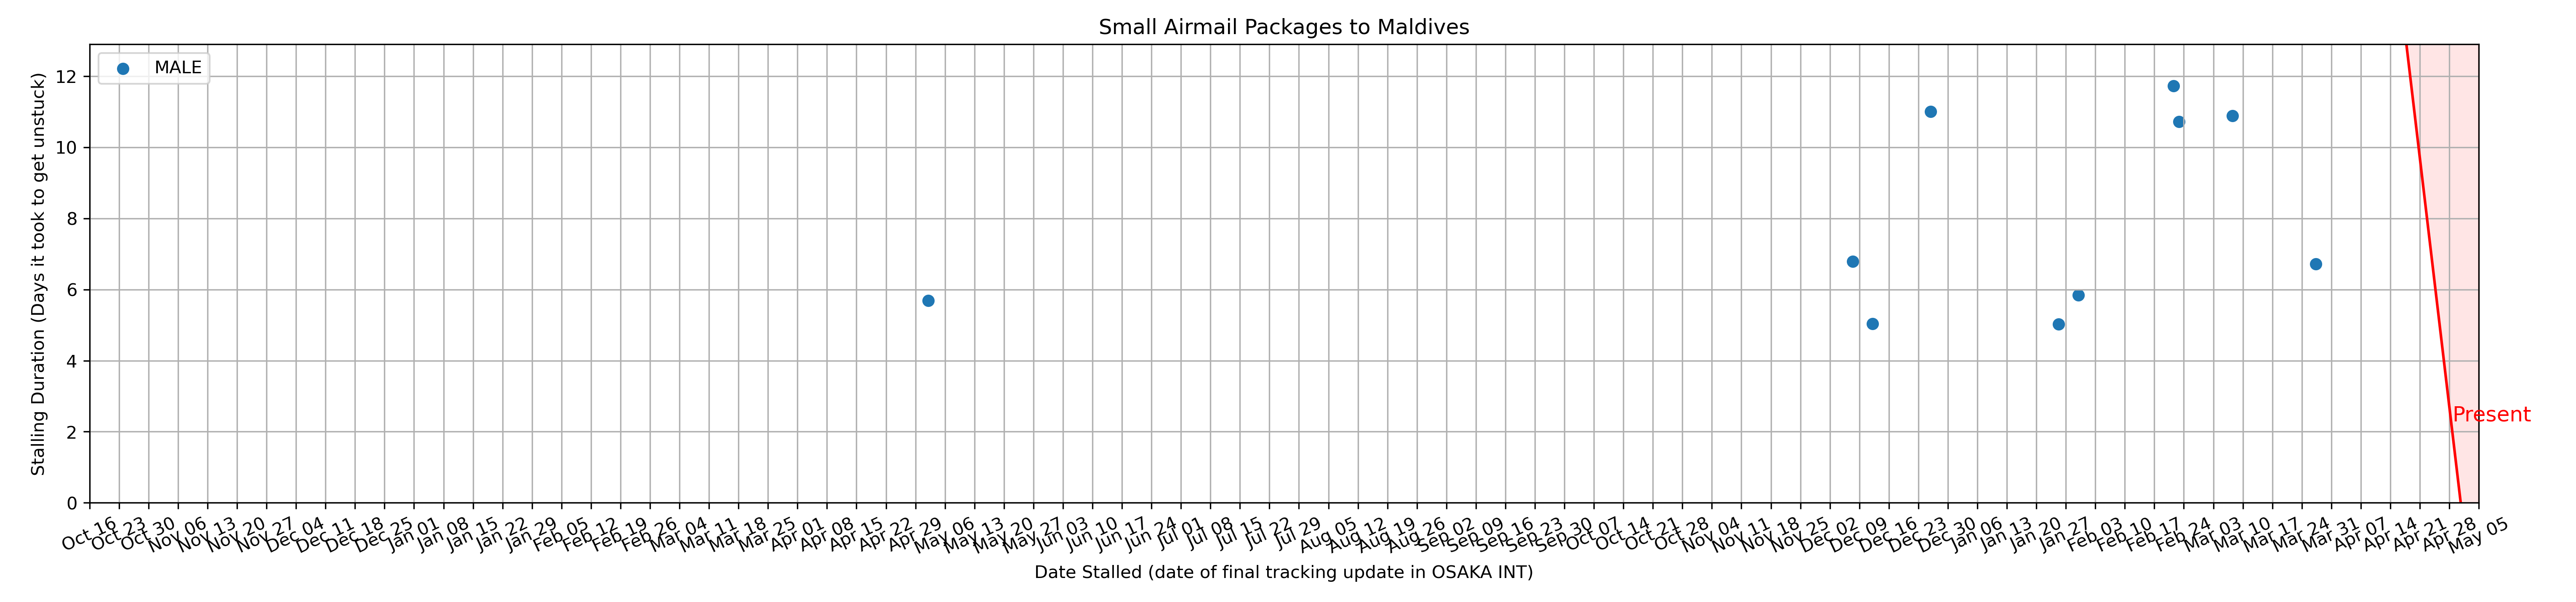 Small Airmail Packages to Maldives
MALE
Stalling Duration (Days it took to get unstuck)
12
10
8
6
4
2
0
Present
Oct 16
Oct 23
Oct 30
Nov 06
Nov 13
Nov 20
Nov 27
Dec 04
Dec 11
Dec 18
Dec 25
Jan 01
Jan 08
Jan 15
Jan 22
Jan 29
Feb 05
Feb 12
Feb 19
Feb 26
Mar 04
Mar 11
Mar 18
Mar 25
Apr 01
Apr 08
Apr 15
Apr 22
Apr 29
May 06
May 13
May 20
May 27
Jun 03
Jun 10
Jun 17
Jun 24
Jul 01
Jul 08
Jul 15
Jul 22
Jul 29
Aug 05
Aug 12
Aug 19
Aug 26
Sep 02
Sep 09
Sep 16
Sep 23
Sep 30
Oct 07
Oct 14
Oct 21
Oct 28
Nov 04
Nov 11
Nov 18
Nov 25
Dec 02
Dec 09
Dec 16
Dec 23
Dec 30
Jan 06
Jan 13
Jan 20
Jan 27
Feb 03
Feb 10
Feb 17
Feb 24
Mar 03
Mar 10
Mar 17
Mar 24
Mar 31
Apr 07
Apr 14
Apr 21
Apr 28
May 05
Date Stalled (date of final tracking update in OSAKA INT)